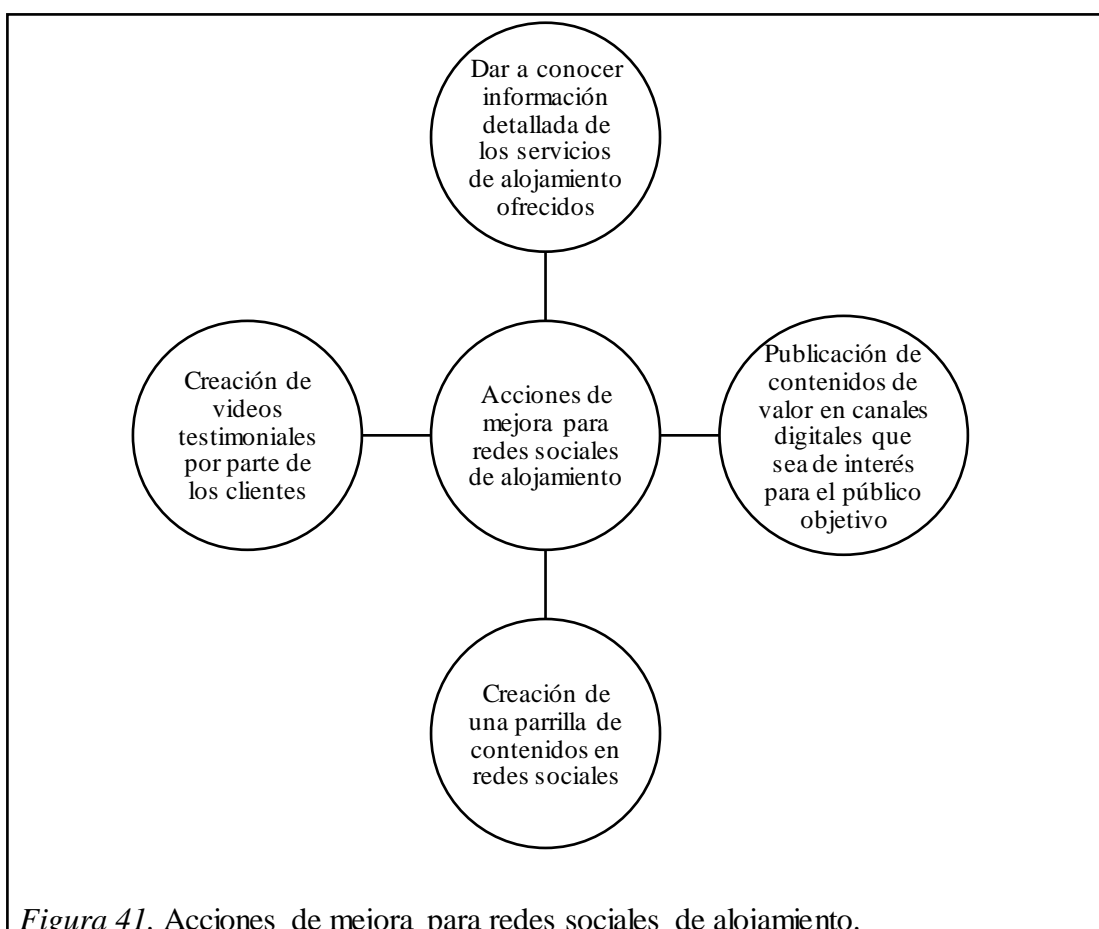 Dar a conocer
información
detallada de
los servicios
de alojamiento
ofrecidos
Creación de
videos
testimoniales
por parte de
los clientes
Acciones de
mejora para
redes sociales
de alojamiento
Publicación de
contenidos de
valor en canales
digitales que
sea de interés
para el público
objetivo
Creación de
una parrilla de
contenidos en
redes sociales
Figura 41. Acciones de mejora para redes sociales de alojamiento.